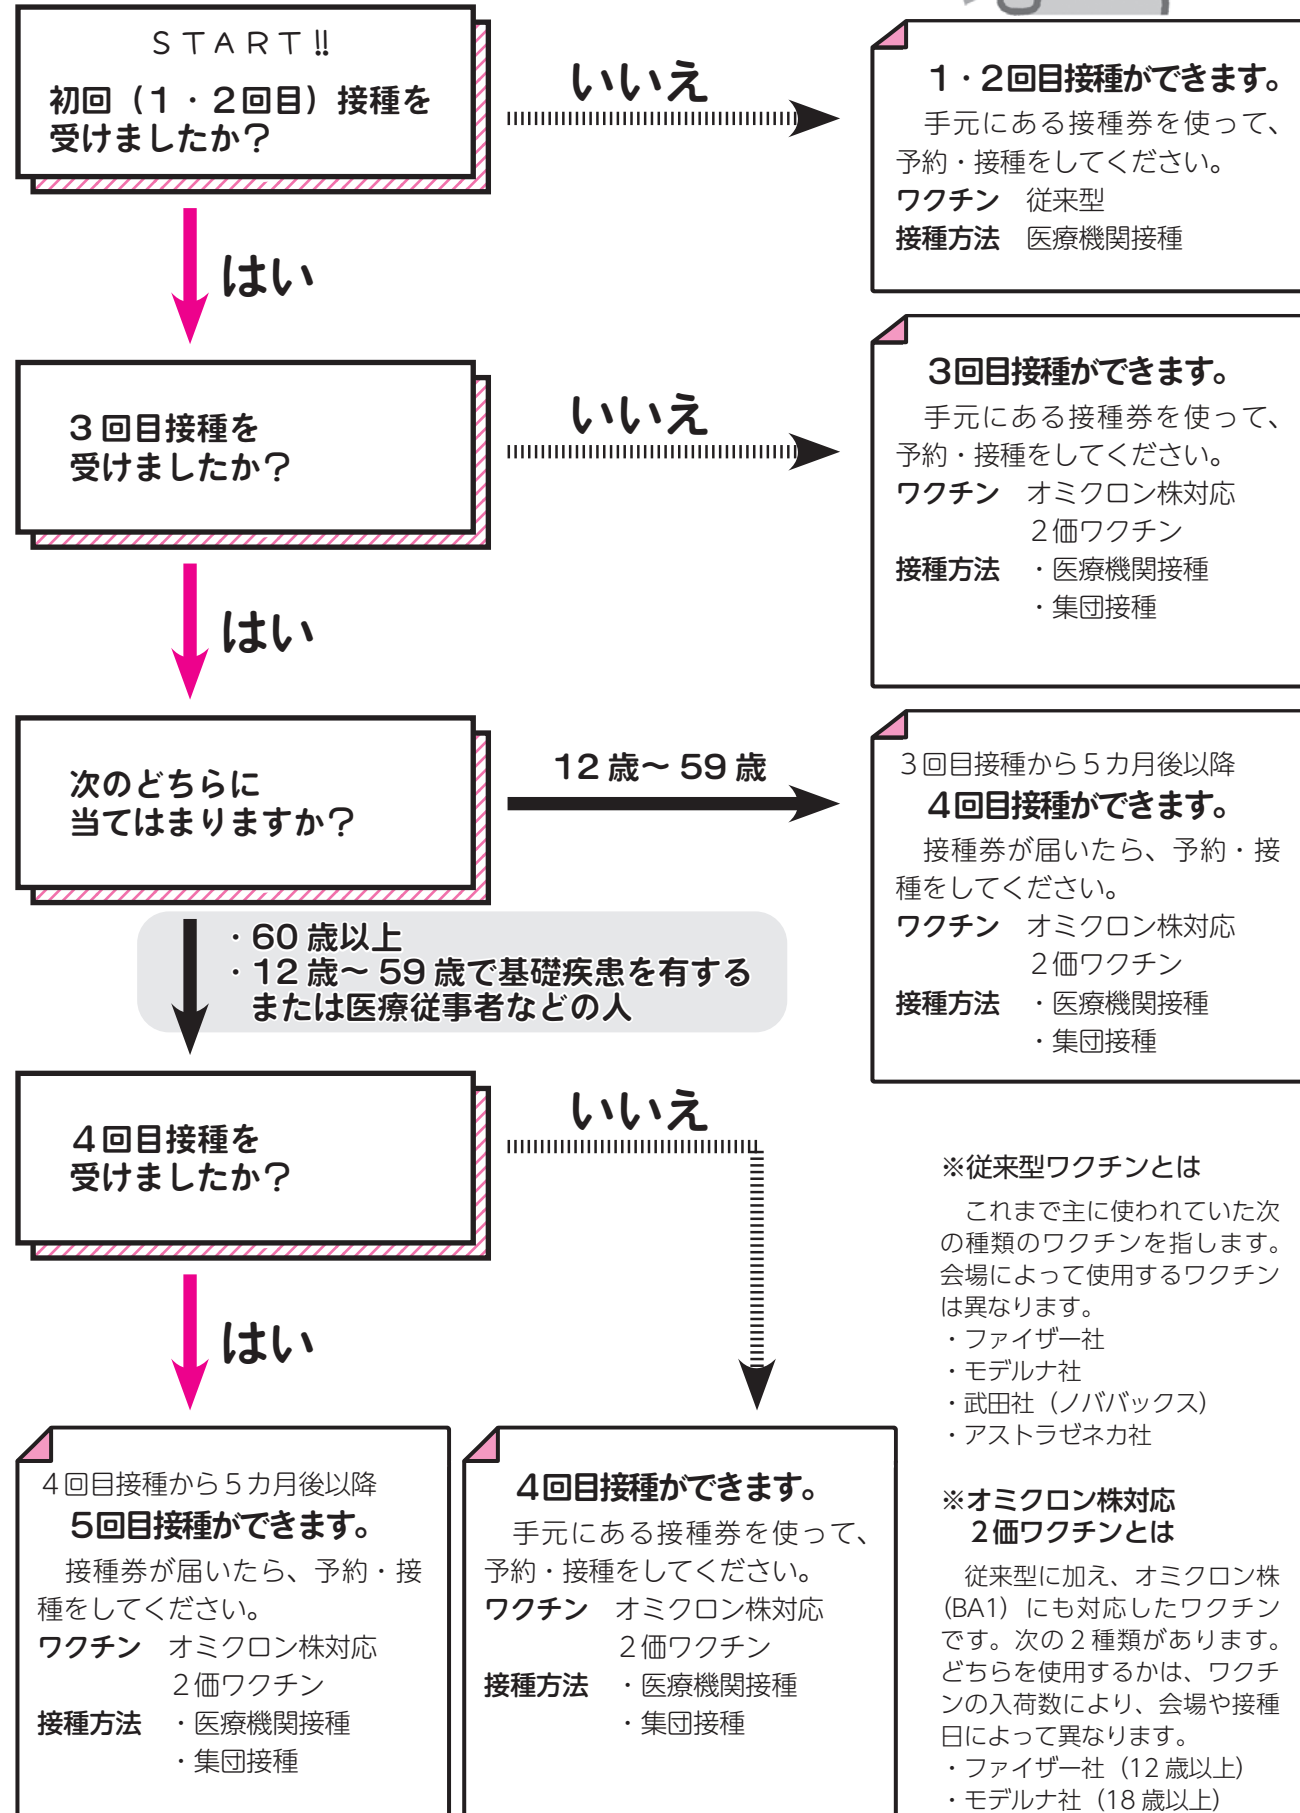 START!!
初回（1・2回目）接種を
受けましたか？
いいえ
1・2回目接種ができます。
手元にある接種券を使って、
予約・接種をしてください。
ワクチン　従来型
接種方法　医療機関接種
はい
3回目接種を
受けましたか？
いいえ
3回目接種ができます。
手元にある接種券を使って、
予約・接種をしてください。
ワクチン　オミクロン株対応
2価ワクチン
接種方法　・医療機関接種
・集団接種
はい
次のどちらに
当てはまりますか？
12歳～59歳
3回目接種から5カ月後以降
4回目接種ができます。
接種券が届いたら、予約・接
種をしてください。
ワクチン　オミクロン株対応
2価ワクチン
接種方法　・医療機関接種
・集団接種
・60歳以上
・12歳～59歳で基礎疾患を有する
または医療従事者などの人
4回目接種を
受けましたか？
いいえ
はい
4回目接種から5カ月後以降
5回目接種ができます。
接種券が届いたら、予約・接
種をしてください。
ワクチン　オミクロン株対応
2価ワクチン
接種方法　・医療機関接種
・集団接種
4回目接種ができます。
手元にある接種券を使って、
予約・接種をしてください。
ワクチン　オミクロン株対応
2価ワクチン
接種方法　・医療機関接種
・集団接種
※従来型ワクチンとは
これまで主に使われていた次
の種類のワクチンを指します。
会場によって使用するワクチン
は異なります。
・ファイザー社
・モデルナ社
・武田社（ノババックス）
・アストラゼネカ社
※オミクロン株対応
2価ワクチンとは
従来型に加え、オミクロン株
（BA1）にも対応したワクチン
です。次の2種類があります。
どちらを使用するかは、ワクチ
ンの入荷数により、会場や接種
日によって異なります。
・ファイザー社（12歳以上）
・モデルナ社（18歳以上）